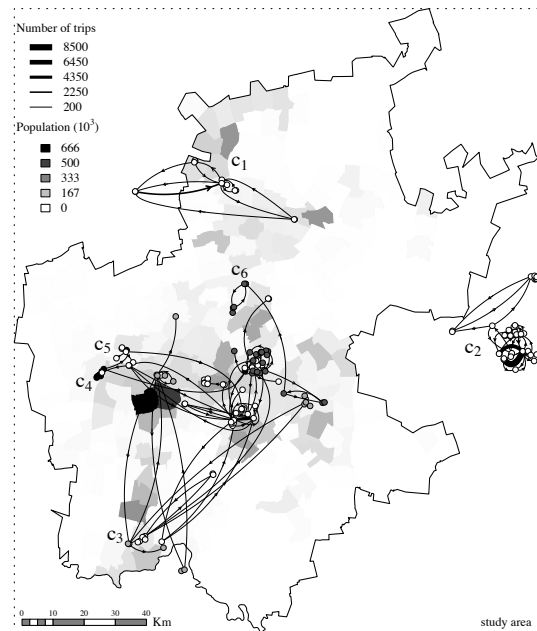 Number of trips
8500
6450
4350
2250
200
Population (10³)
666
500
333
167
0
c₁
c₆
c₅
c₄
c₂
c₃
0 10 20 30 40 Km
study area